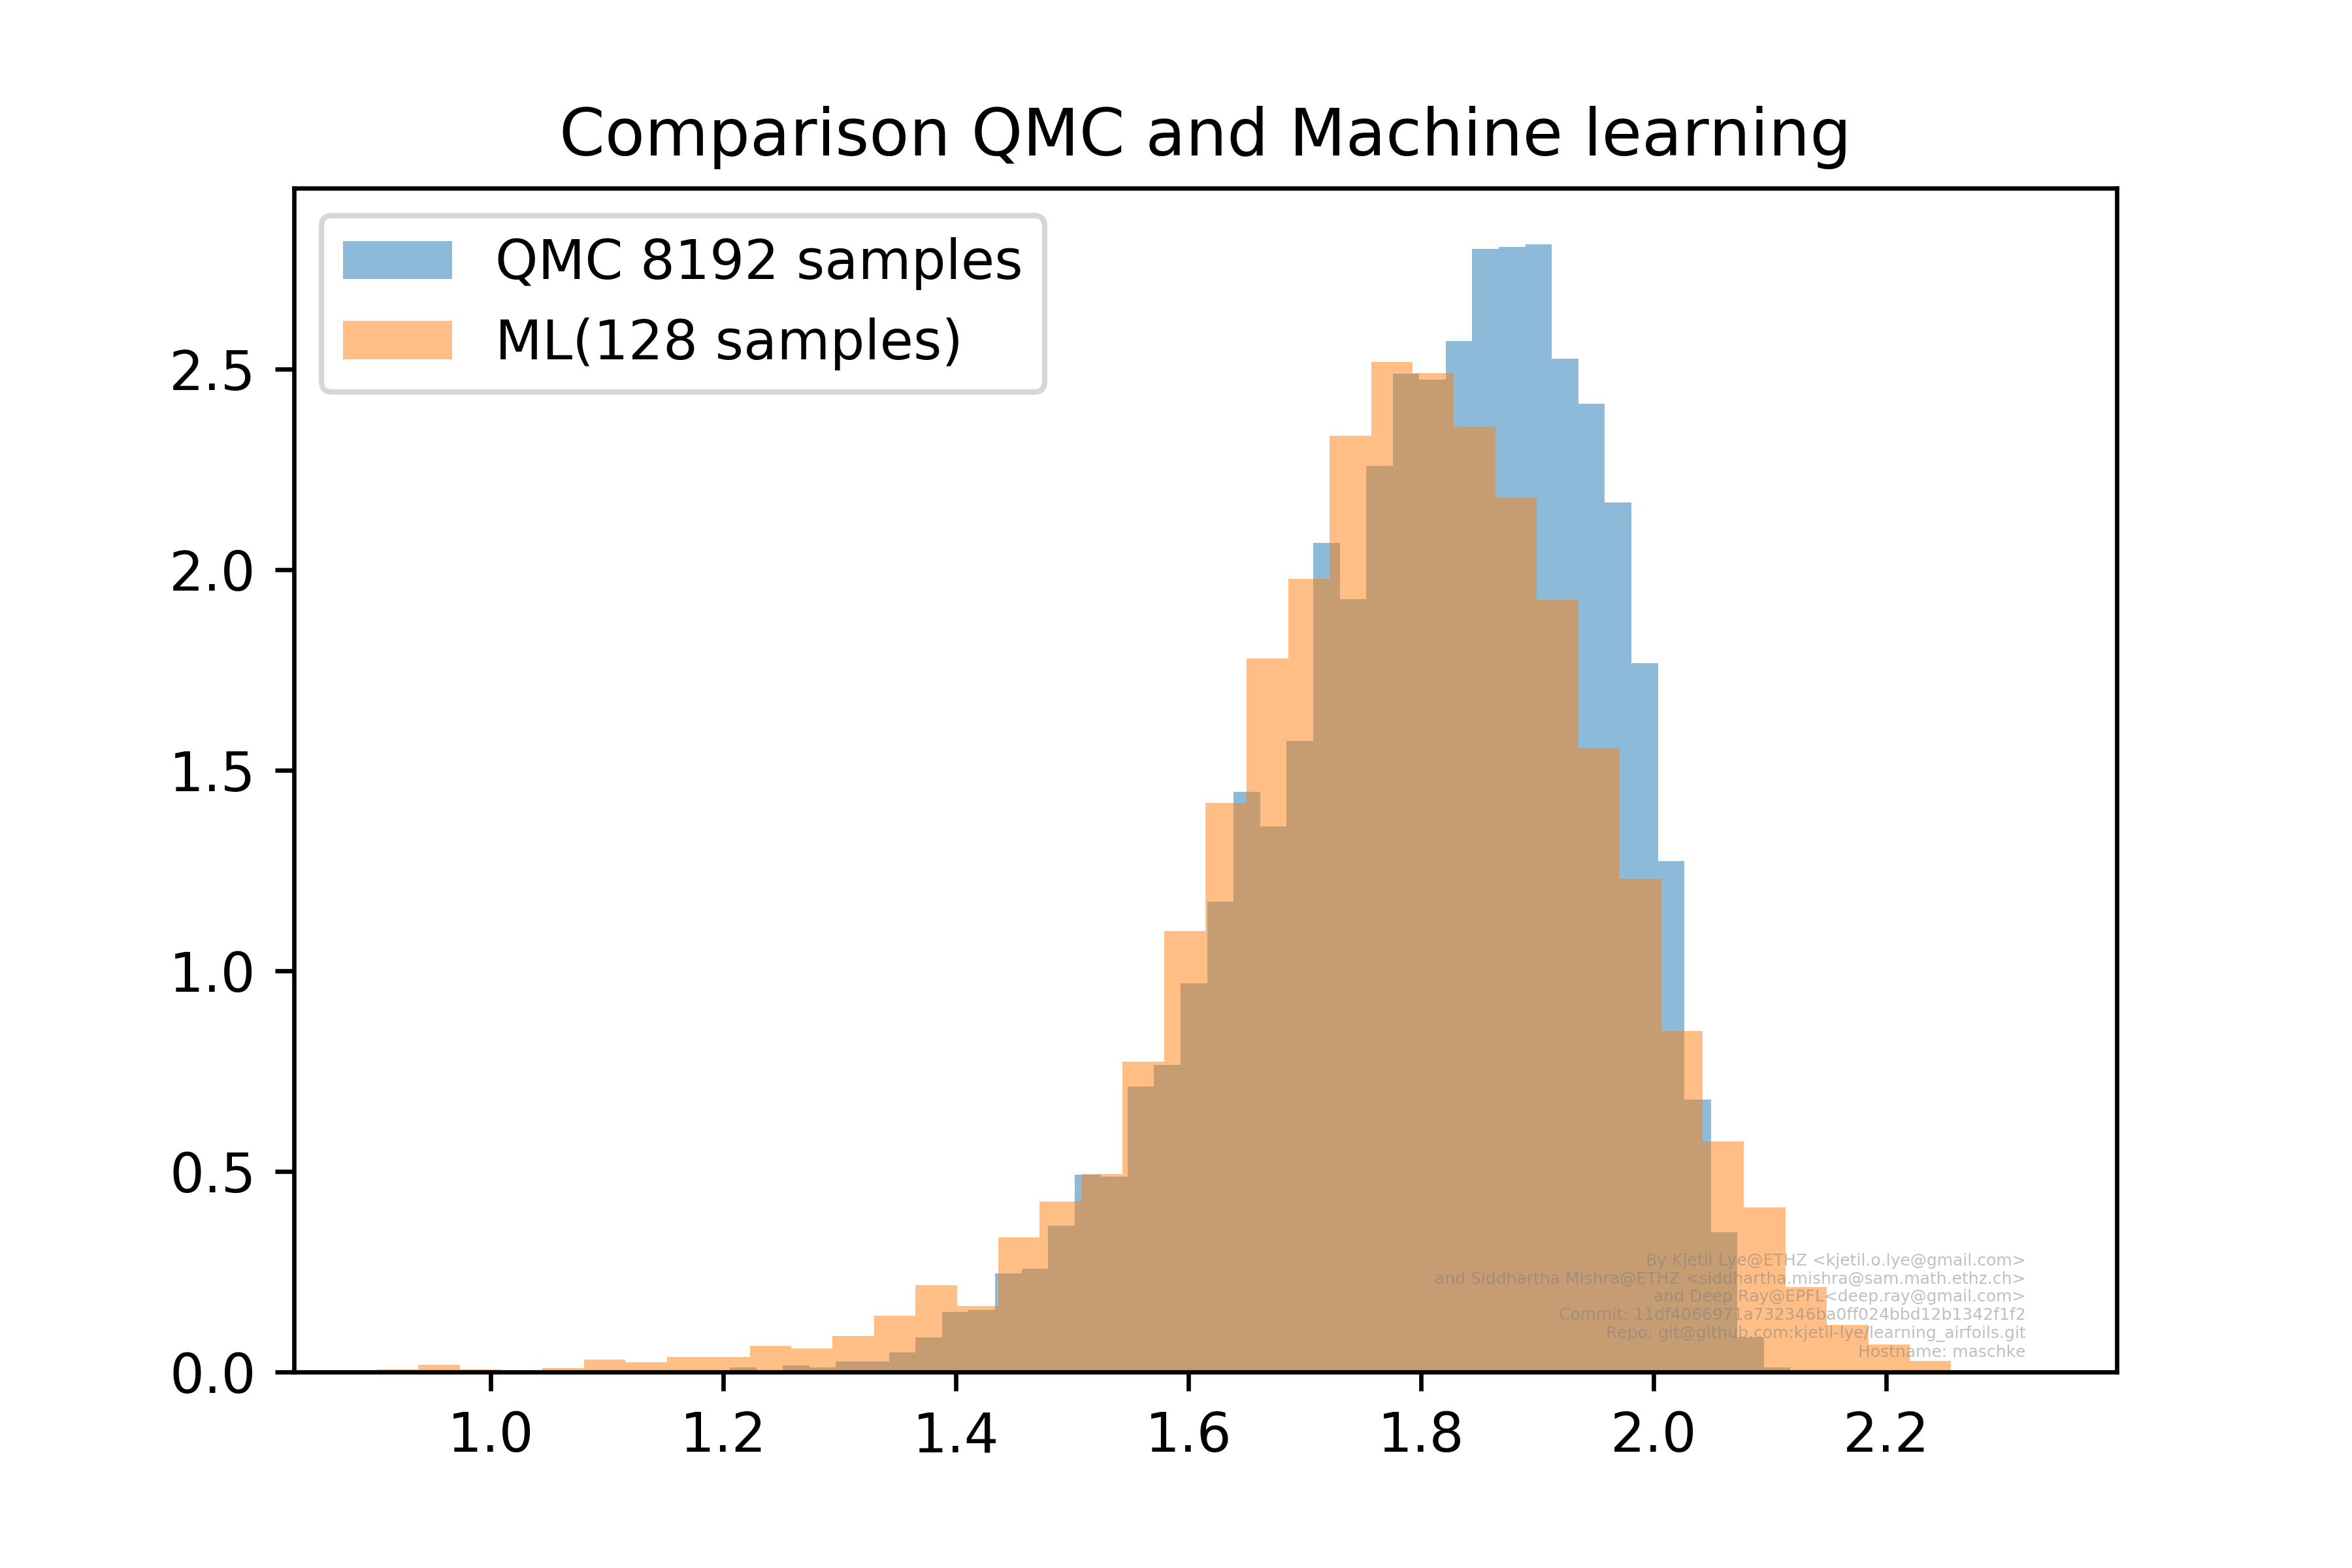 Comparison QMC and Machine learning
QMC 8192 samples
ML(128 samples)
2.5
2.0
1.5
1.0
0.5
0.0
1.0 1.2 1.4 1.6 1.8 2.0 2.2
By Kjetil Lye@ETHZ <kjetil.o.lye@gmail.com>
and Siddhartha Mishra@ETHZ <siddhartha.mishra@sam.math.ethz.ch>
and Deep Ray@EPFL<deep.ray@gmail.com>
Commit: 11df4066971a732346ba0ff024bbd12b1342f1f2
Repo: git@github.com:kjetil-lye/learning_airfoils.git
Hostname: maschke